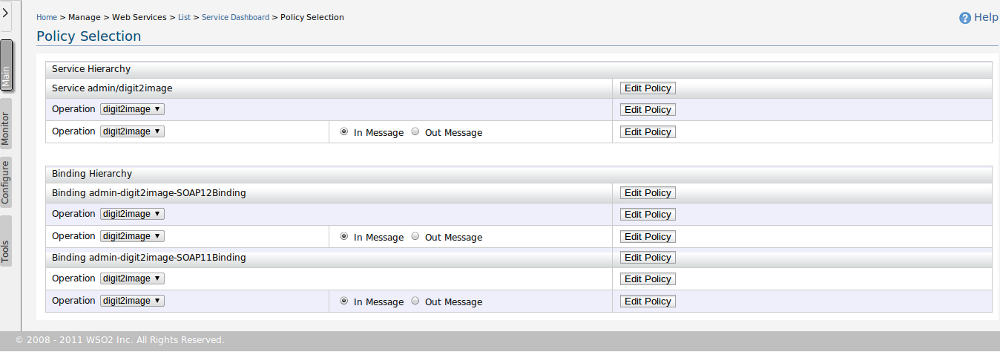 Home > Manage > Web Services > List > Service Dashboard > Policy Selection
Help
Policy Selection
Main
Monitor
Configure
Tools
Service Hierarchy
Service admin/digit2image Edit Policy
Operation digit2image Edit Policy
Operation digit2image In Message Out Message Edit Policy
Binding Hierarchy
Binding admin-digit2image-SOAP12Binding Edit Policy
Operation digit2image Edit Policy
Operation digit2image In Message Out Message Edit Policy
Binding admin-digit2image-SOAP11Binding Edit Policy
Operation digit2image Edit Policy
Operation digit2image In Message Out Message Edit Policy
© 2008 - 2011 WSO2 Inc. All Rights Reserved.